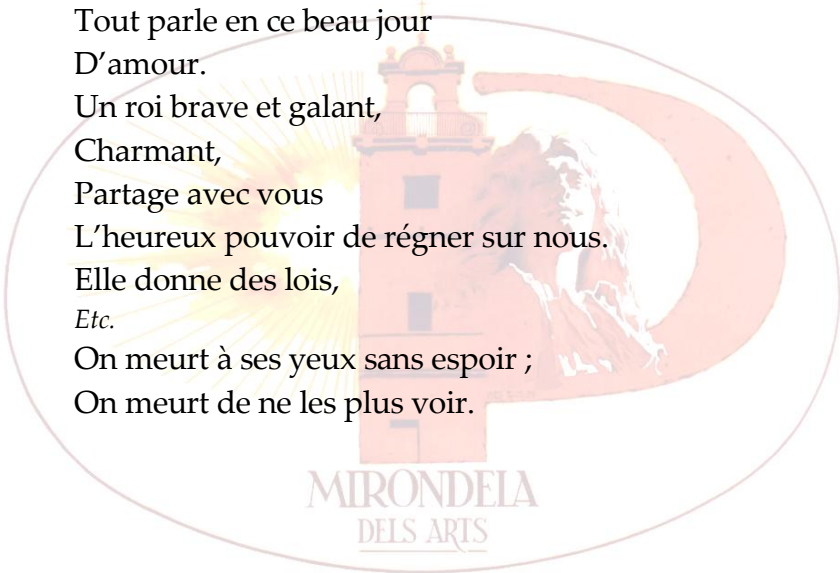 Tout parle en ce beau jour
D’amour.
Un roi brave et galant,
Charmant,
Partage avec vous
L’heureux pouvoir de régner sur nous.
Elle donne des lois,
Etc.
On meurt à ses yeux sans espoir ;
On meurt de ne les plus voir.
MIRONDELA
DELS ARTS